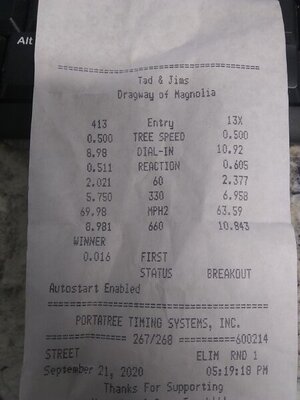 Alt
================================
Tad & Jims
Dragway of Magnolia
413 Entry 13X
0.500 TREE SPEED 0.500
8.98 DIAL-IN 10.92
0.511 REACTION 0.605
2.021 60 2.377
5.750 330 6.958
69.98 MPH2 63.59
8.981 660 10.843
WINNER
0.016 FIRST
STATUS BREAKOUT
Autostart Enabled
================================
PORTATREE TIMING SYSTEMS, INC.
============ 267/268 ==========600214
STREET ELIM RND 1
September 21, 2020 05:19:18 PM
Thanks For Supporting